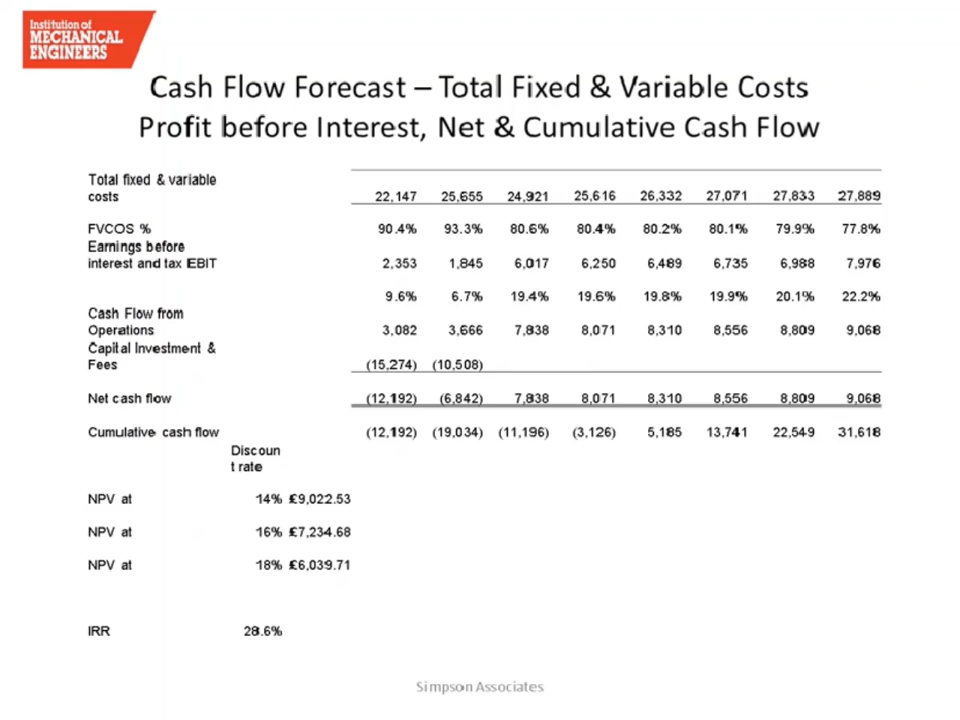 Institution of
MECHANICAL
ENGINEERS
Cash Flow Forecast – Total Fixed & Variable Costs
Profit before Interest, Net & Cumulative Cash Flow
Total fixed & variable
costs 22,147 25,655 24,921 25,616 26,332 27,071 27,833 27,889
FVCOS % 90.4% 93.3% 80.6% 80.4% 80.2% 80.1% 79.9% 77.8%
Earnings before
interest and tax EBIT 2,353 1,845 6,017 6,250 6,489 6,735 6,988 7,976
9.6% 6.7% 19.4% 19.6% 19.8% 19.9% 20.1% 22.2%
Cash Flow from
Operations 3,082 3,666 7,838 8,071 8,310 8,556 8,809 9,068
Capital Investment &
Fees (15,274) (10,508)
Net cash flow (12,192) (6,842) 7,838 8,071 8,310 8,556 8,809 9,068
Cumulative cash flow (12,192) (19,034) (11,196) (3,126) 5,185 13,741 22,549 31,618
Discoun
t rate
NPV at 14% £9,022.53
NPV at 16% £7,234.68
NPV at 18% £6,039.71
IRR 28.6%
Simpson Associates